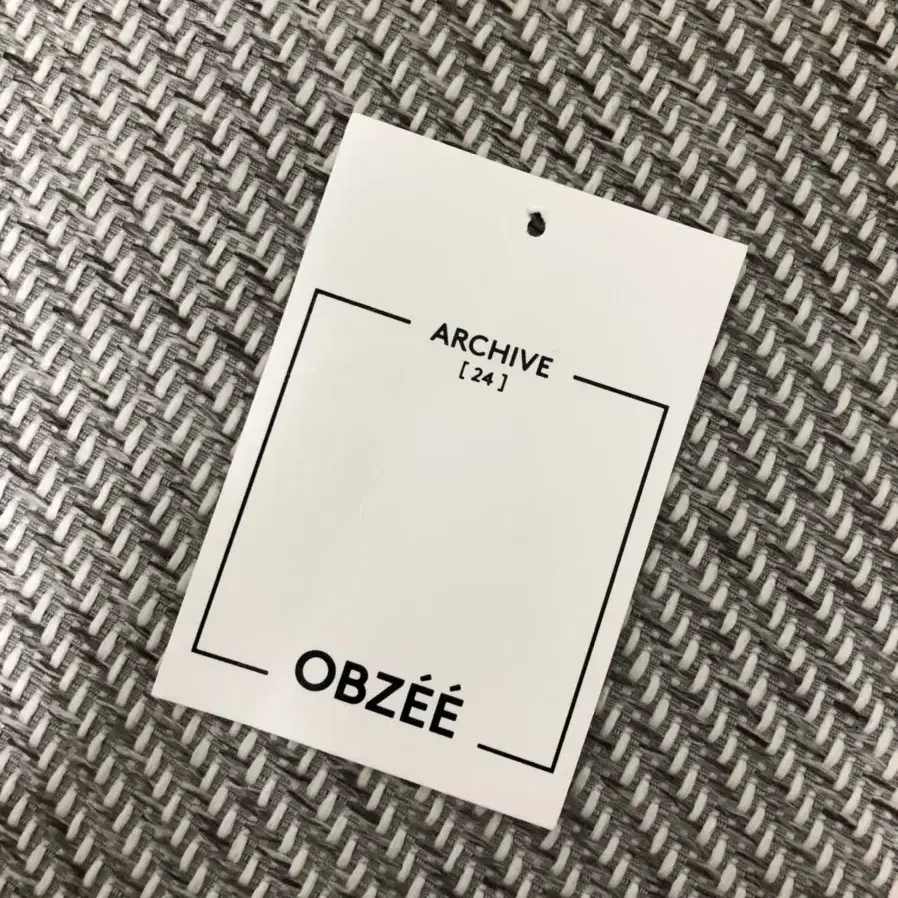 ARCHIVE
[ 24 ]
OBZÉÉ